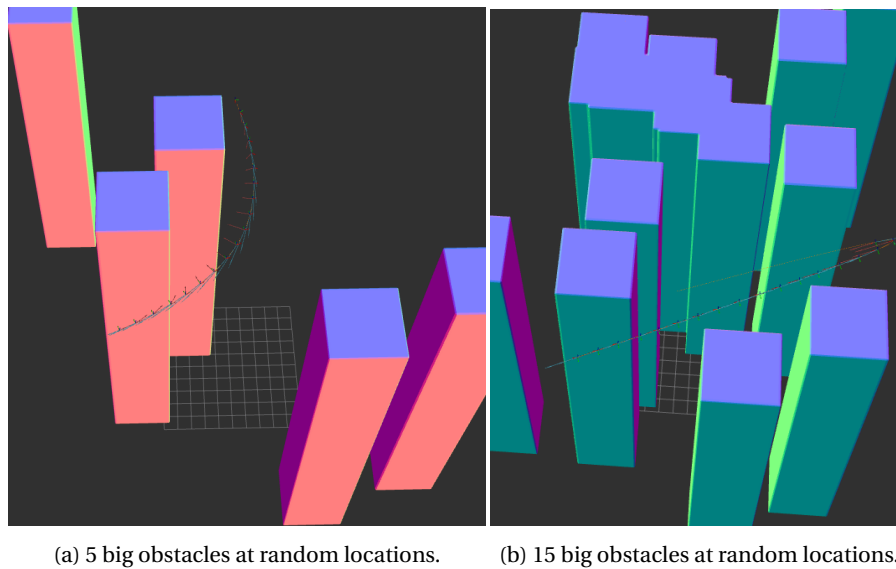 (a) 5 big obstacles at random locations.
(b) 15 big obstacles at random locations.